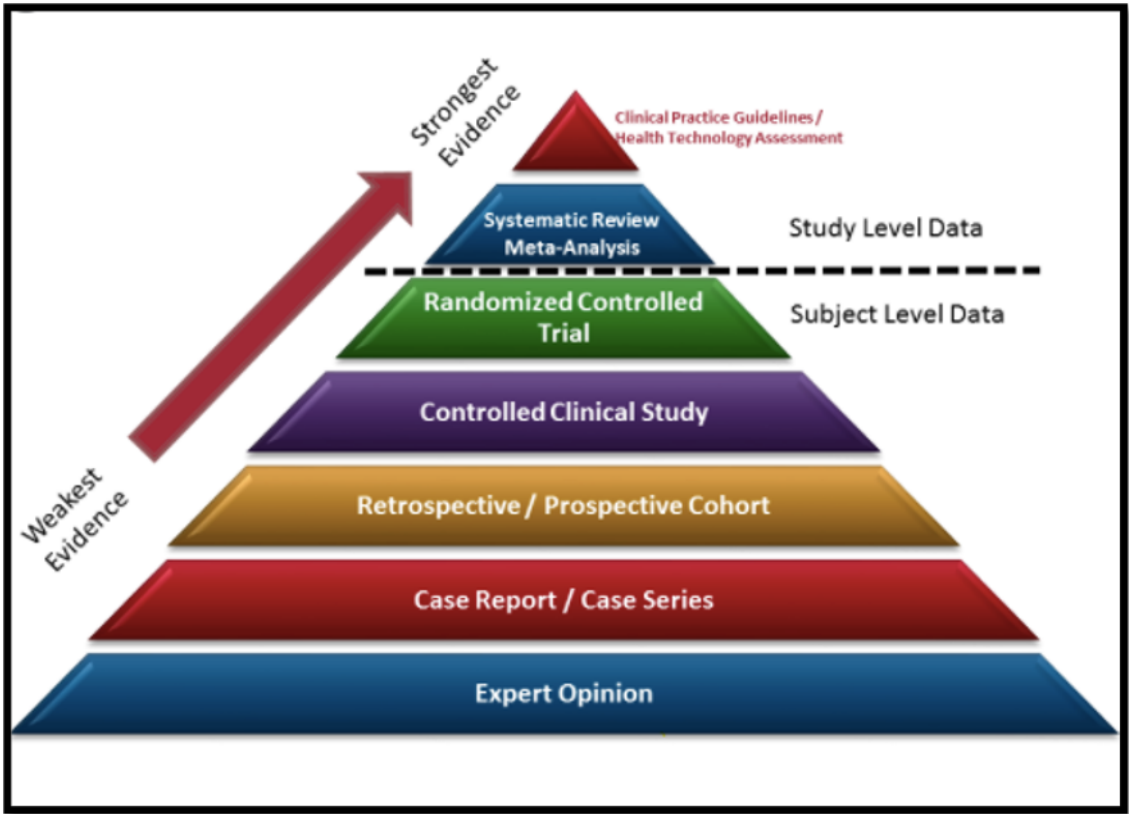 Strongest
Evidence
Clinical Practice Guidelines /
Health Technology Assessment
Systematic Review
Meta-Analysis
Study Level Data
Randomized Controlled
Trial
Subject Level Data
Controlled Clinical Study
Weakest
Evidence
Retrospective / Prospective Cohort
Case Report / Case Series
Expert Opinion